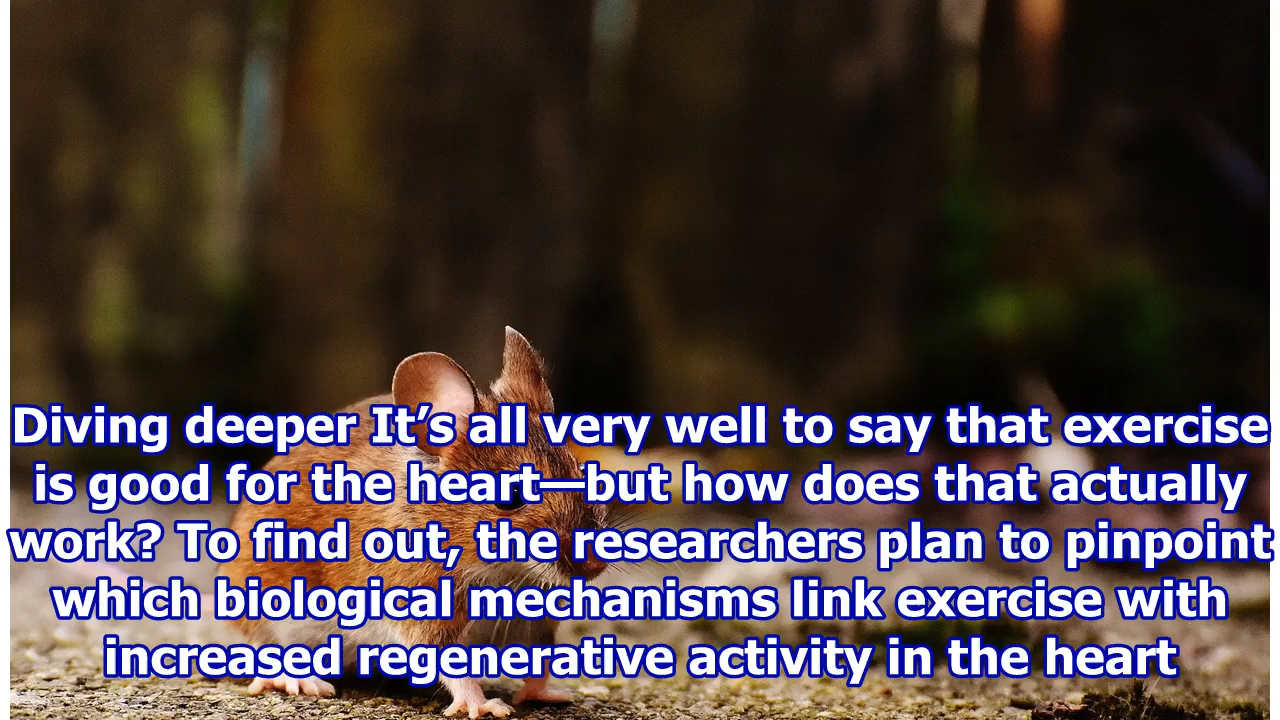 Diving deeper It’s all very well to say that exercise
is good for the heart—but how does that actually
work? To find out, the researchers plan to pinpoint
which biological mechanisms link exercise with
increased regenerative activity in the heart